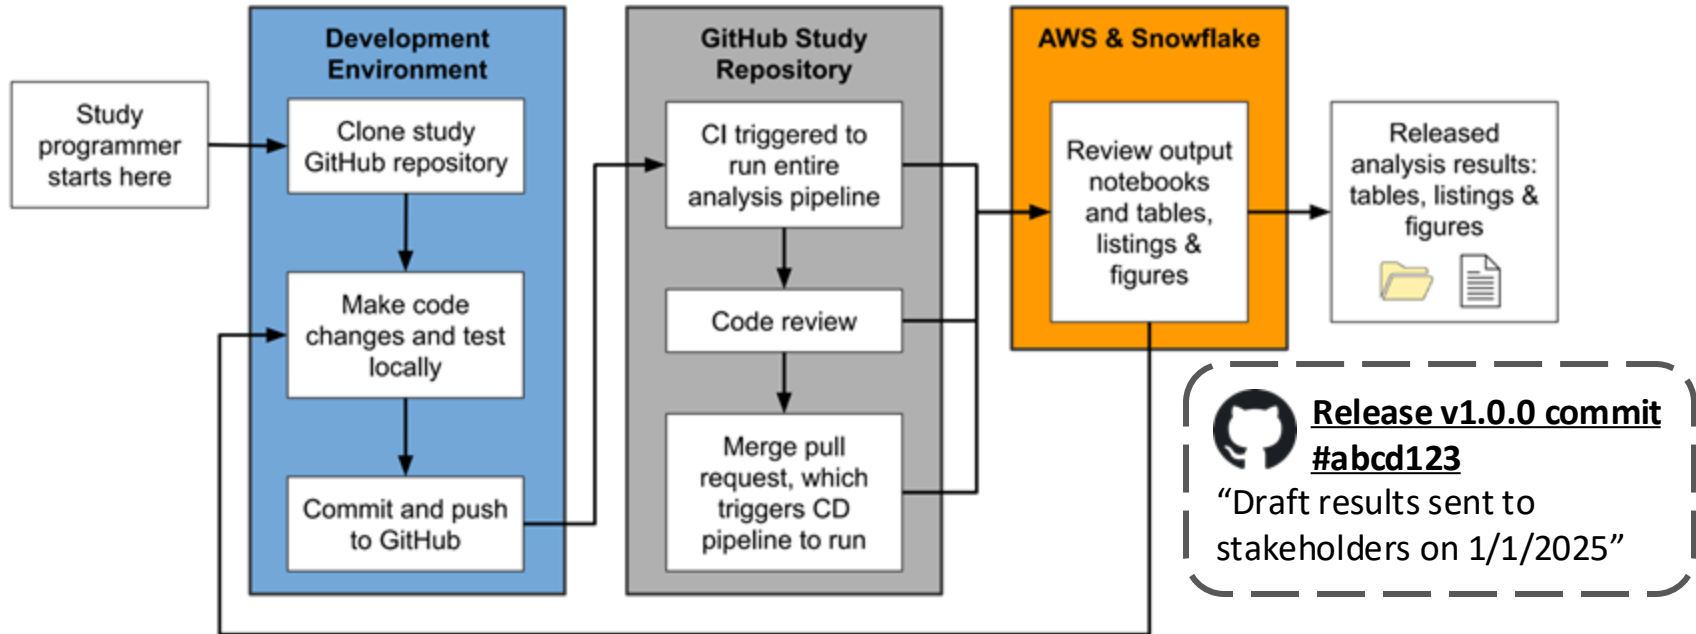 Study
programmer
starts here
Development
Environment
Clone study
GitHub repository
Make code
changes and test
locally
Commit and push
to GitHub
GitHub Study
Repository
CI triggered to
run entire
analysis pipeline
Code review
Merge pull
request, which
triggers CD
pipeline to run
AWS & Snowflake
Review output
notebooks
and tables,
listings &
figures
Released
analysis results:
tables, listings &
figures
Release v1.0.0 commit
#abcd123
“Draft results sent to
stakeholders on 1/1/2025”